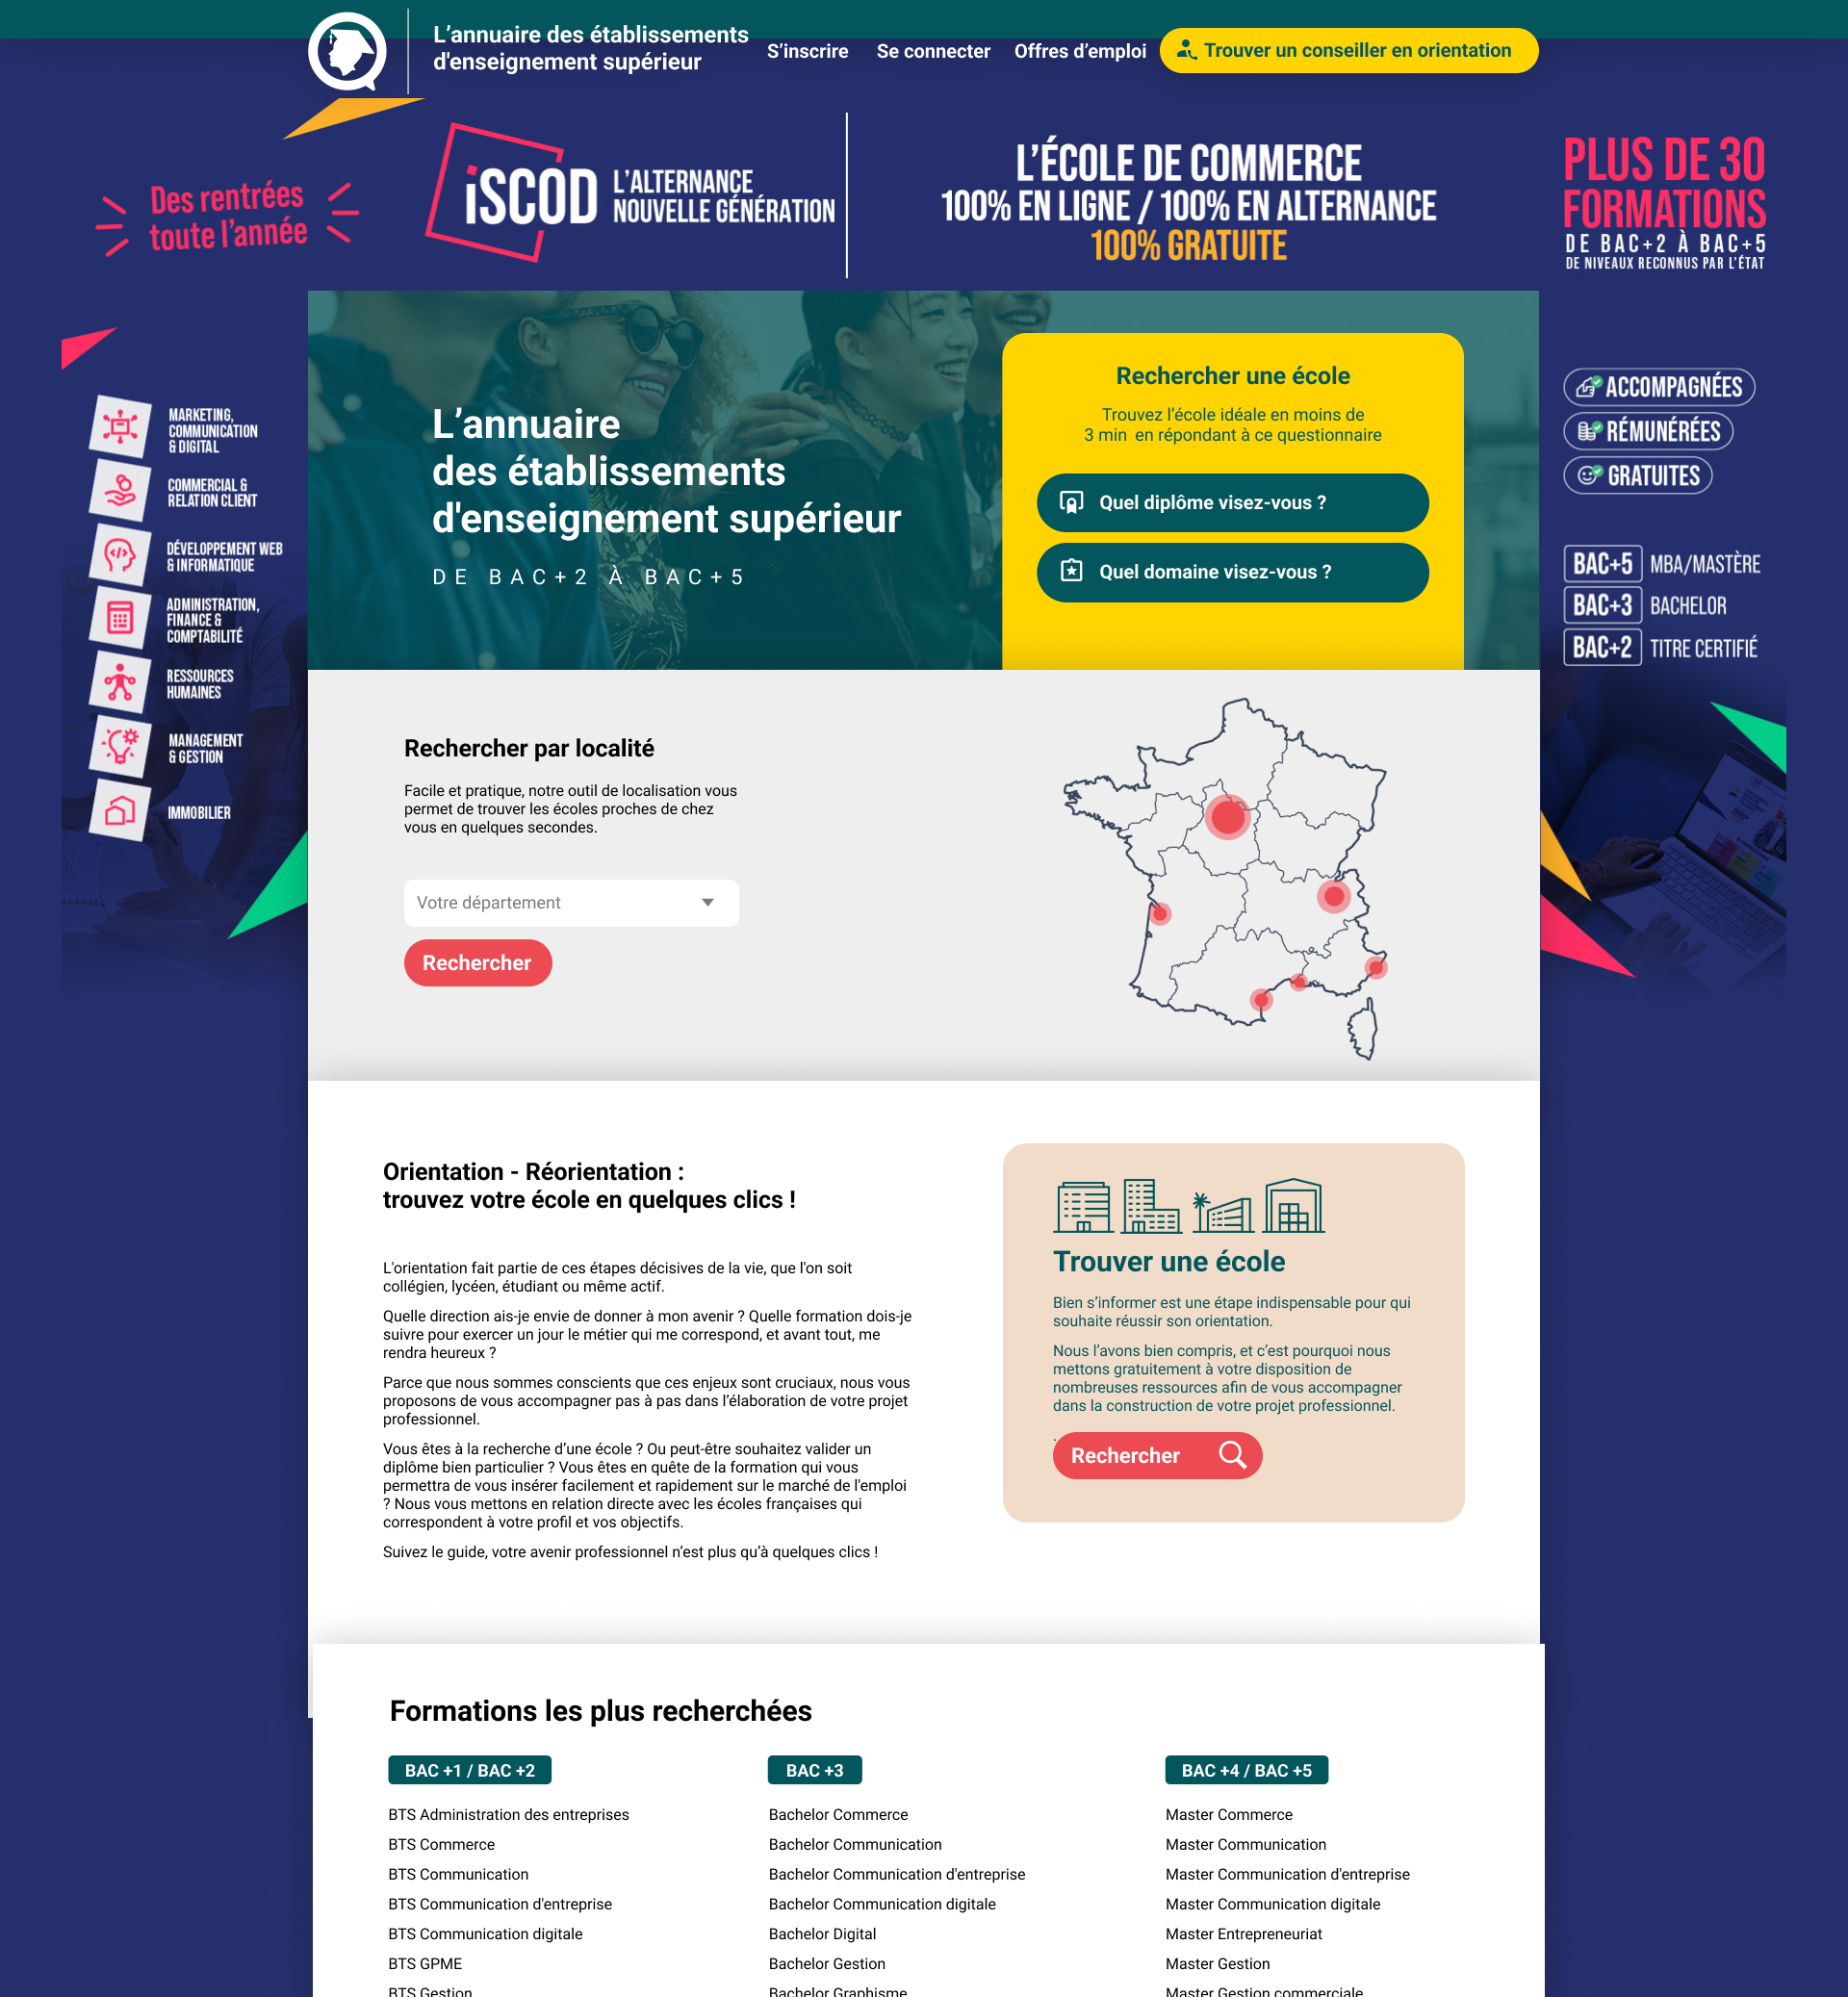 L'annuaire des établissements
d'enseignement supérieur
S'inscrire
Se connecter
Offres d'emploi
Trouver un conseiller en orientation
Des rentrées
toute l'année
iSCOD
L'ALTERNANCE
NOUVELLE GÉNÉRATION
L'ÉCOLE DE COMMERCE
100% EN LIGNE / 100% EN ALTERNANCE
100% GRATUITE
PLUS DE 30
FORMATIONS
DE BAC+2 À BAC+5
DE NIVEAUX RECONNUS PAR L'ÉTAT
MARKETING,
COMMUNICATION
& DIGITAL
COMMERCIAL &
RELATION CLIENT
DÉVELOPPEMENT WEB
& INFORMATIQUE
ADMINISTRATION,
FINANCE &
COMPTABILITÉ
RESSOURCES
HUMAINES
MANAGEMENT
& GESTION
IMMOBILIER
L'annuaire
des établissements
d'enseignement supérieur
DE BAC+2 À BAC+5
Rechercher une école
Trouvez l'école idéale en moins de
3 min en répondant à ce questionnaire
Quel diplôme visez-vous ?
Quel domaine visez-vous ?
ACCOMPAGNÉES
RÉMUNÉRÉES
GRATUITES
BAC+5 MBA/MASTÈRE
BAC+3 BACHELOR
BAC+2 TITRE CERTIFIÉ
Rechercher par localité
Facile et pratique, notre outil de localisation vous
permet de trouver les écoles proches de chez
vous en quelques secondes.
Votre département
Rechercher
Orientation - Réorientation :
trouvez votre école en quelques clics !
L'orientation fait partie de ces étapes décisives de la vie, que l'on soit
collégien, lycéen, étudiant ou même actif.
Quelle direction ais-je envie de donner à mon avenir ? Quelle formation dois-je
suivre pour exercer un jour le métier qui me correspond, et avant tout, me
rendra heureux ?
Parce que nous sommes conscients que ces enjeux sont cruciaux, nous vous
proposons de vous accompagner pas à pas dans l'élaboration de votre projet
professionnel.
Vous êtes à la recherche d'une école ? Ou peut-être souhaitez valider un
diplôme bien particulier ? Vous êtes en quête de la formation qui vous
permettra de vous insérer facilement et rapidement sur le marché de l'emploi
? Nous vous mettons en relation directe avec les écoles françaises qui
correspondent à votre profil et vos objectifs.
Suivez le guide, votre avenir professionnel n'est plus qu'à quelques clics !
Trouver une école
Bien s'informer est une étape indispensable pour qui
souhaite réussir son orientation.
Nous l'avons bien compris, et c'est pourquoi nous
mettons gratuitement à votre disposition de
nombreuses ressources afin de vous accompagner
dans la construction de votre projet professionnel.
.
Rechercher
Formations les plus recherchées
BAC +1 / BAC +2
BTS Administration des entreprises
BTS Commerce
BTS Communication
BTS Communication d'entreprise
BTS Communication digitale
BTS GPME
BTS Gestion
BAC +3
Bachelor Commerce
Bachelor Communication
Bachelor Communication d'entreprise
Bachelor Communication digitale
Bachelor Digital
Bachelor Gestion
Bachelor Graphisme
BAC +4 / BAC +5
Master Commerce
Master Communication
Master Communication d'entreprise
Master Communication digitale
Master Entrepreneuriat
Master Gestion
Master Gestion commerciale